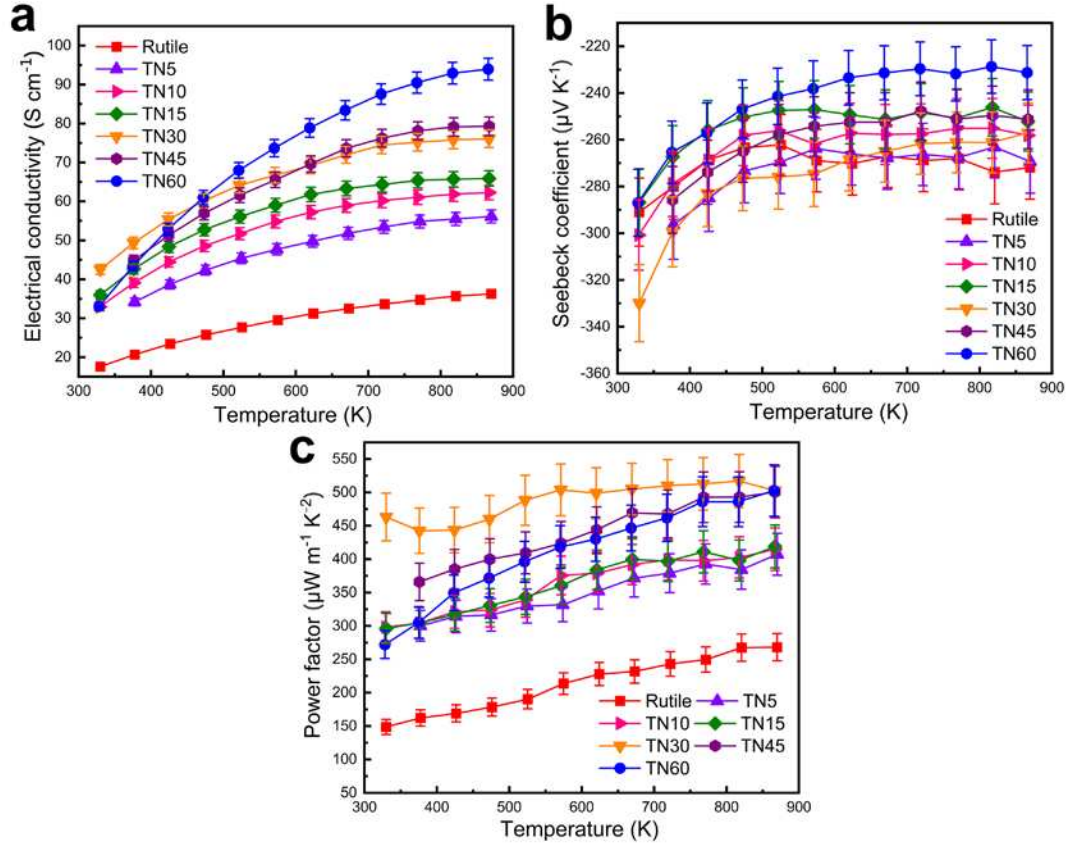 a
Electrical conductivity (S cm⁻¹)
100
90
80
70
60
50
40
30
20
Rutile
TN5
TN10
TN15
TN30
TN45
TN60
300 400 500 600 700 800 900
Temperature (K)
b
Seebeck coefficient (μV K⁻¹)
-220
-240
-260
-280
-300
-320
-340
-360
Rutile
TN5
TN10
TN15
TN30
TN45
TN60
300 400 500 600 700 800 900
Temperature (K)
c
Power factor (μW m⁻¹ K⁻²)
550
500
450
400
350
300
250
200
150
100
50
Rutile TN5
TN10 TN15
TN30 TN45
TN60
300 400 500 600 700 800 900
Temperature (K)